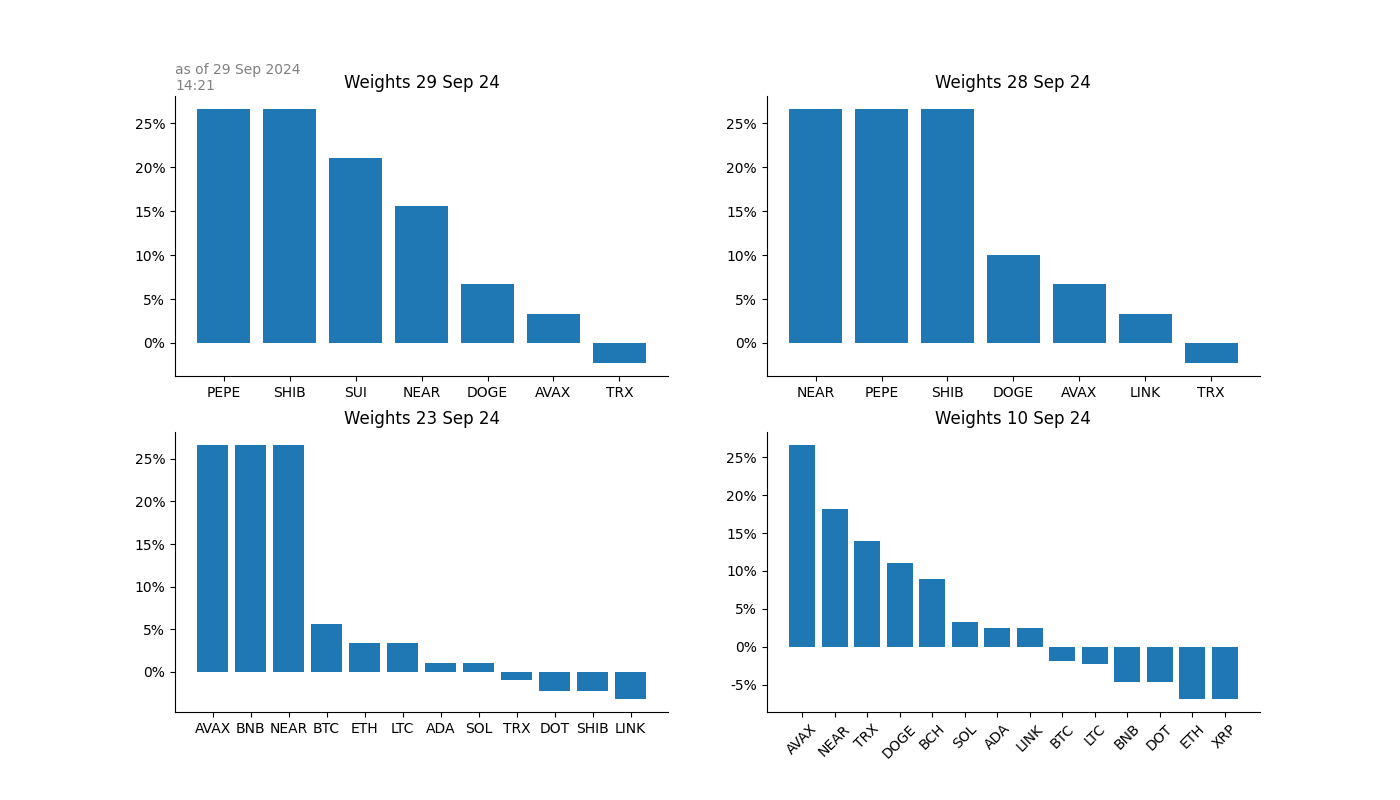 as of 29 Sep 2024
14:21
Weights 29 Sep 24
25%
20%
15%
10%
5%
0%
PEPE SHIB SUI NEAR DOGE AVAX TRX
Weights 28 Sep 24
25%
20%
15%
10%
5%
0%
NEAR PEPE SHIB DOGE AVAX LINK TRX
Weights 23 Sep 24
25%
20%
15%
10%
5%
0%
AVAX BNB NEAR BTC ETH LTC ADA SOL TRX DOT SHIB LINK
Weights 10 Sep 24
25%
20%
15%
10%
5%
0%
-5%
AVAX NEAR TRX DOGE BCH SOL ADA LINK BTC LTC BNB DOT ETH XRP